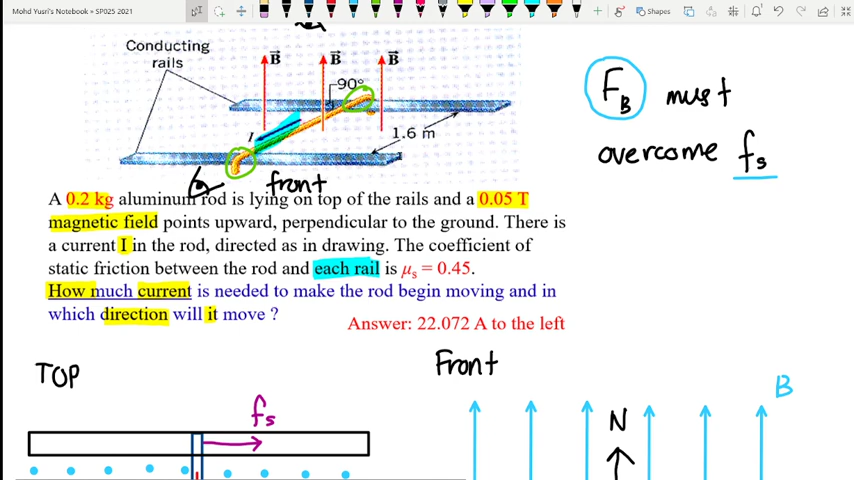 Mohd Yusri's Notebook » SP025 2021
Shapes
Conducting
rails
B
B
B
90°
I
1.6 m
front
F_B must
overcome fs
A 0.2 kg aluminum rod is lying on top of the rails and a 0.05 T
magnetic field points upward, perpendicular to the ground. There is
a current I in the rod, directed as in drawing. The coefficient of
static friction between the rod and each rail is μs = 0.45.
How much current is needed to make the rod begin moving and in
which direction will it move ?
Answer: 22.072 A to the left
TOP
Front
fs
B
N